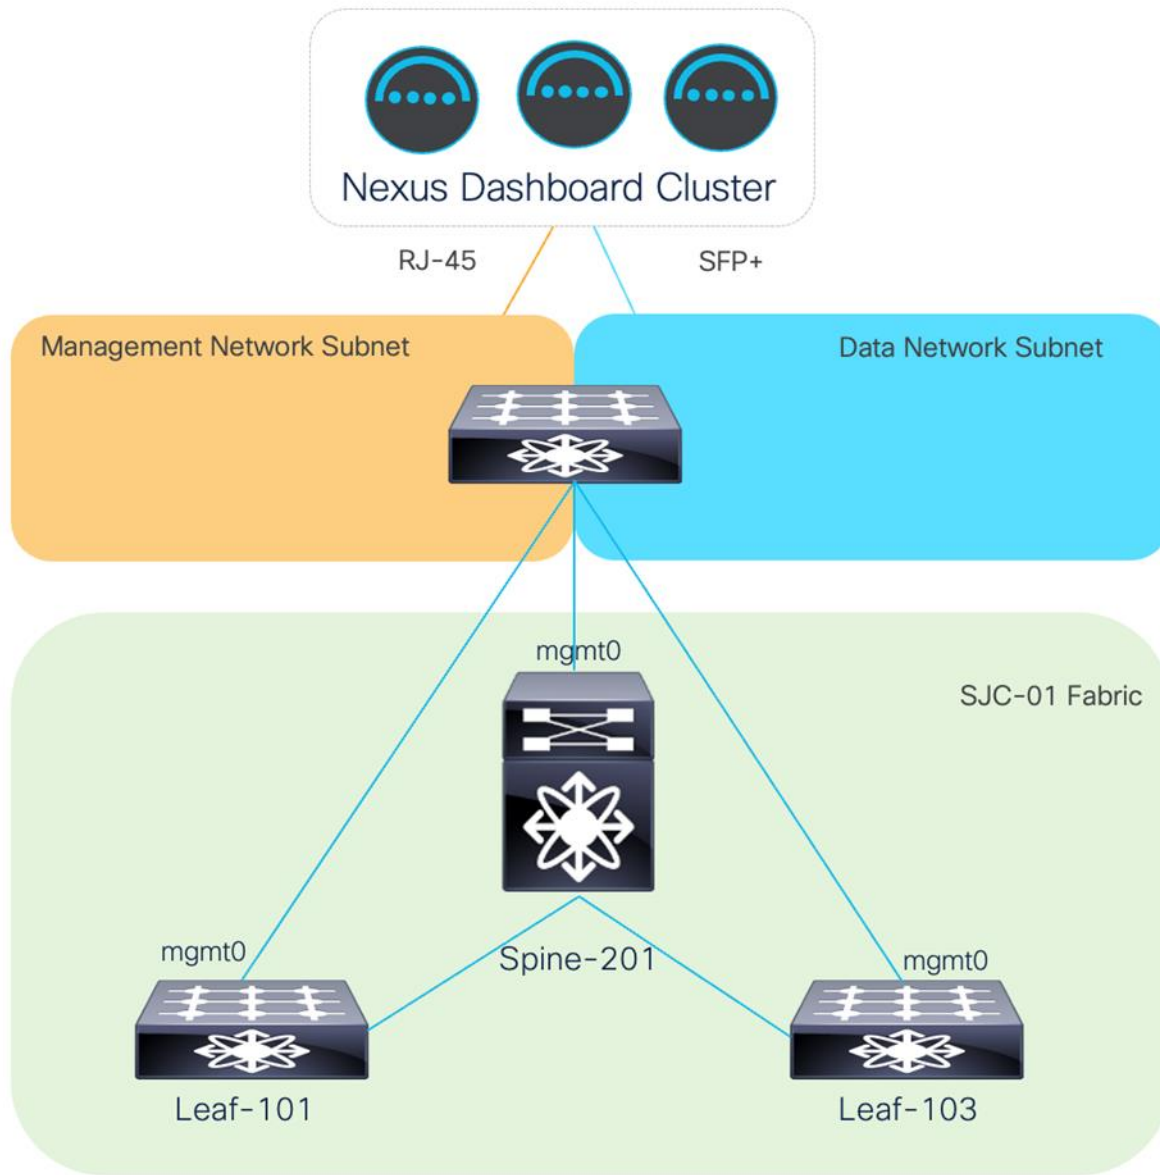 Nexus Dashboard Cluster
RJ-45
SFP+
Management Network Subnet
Data Network Subnet
mgmt0
SJC-01 Fabric
mgmt0
Spine-201
mgmt0
Leaf-101
Leaf-103